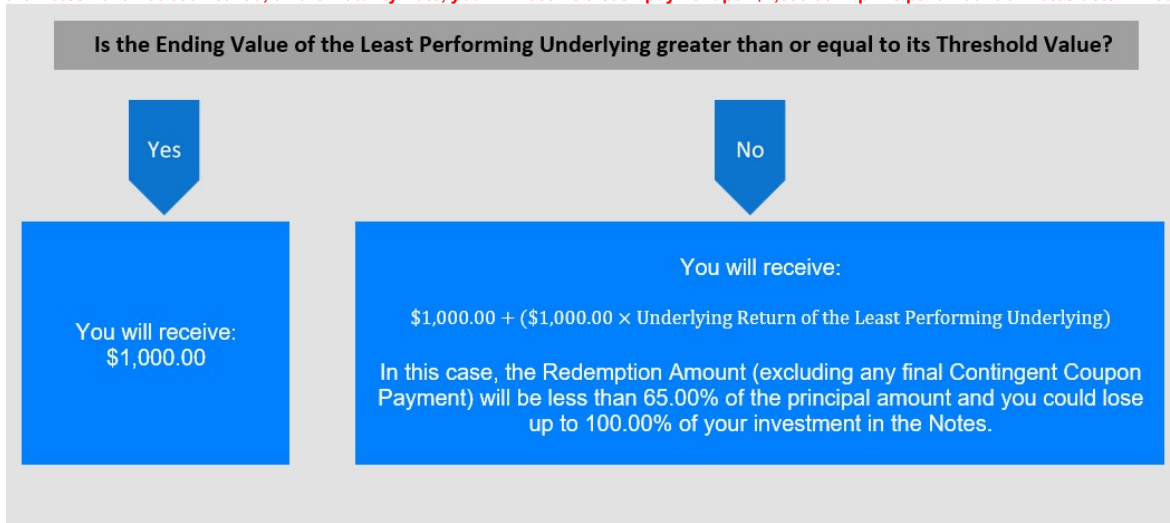 Is the Ending Value of the Least Performing Underlying greater than or equal to its Threshold Value?
Yes
No
You will receive:
$1,000.00
You will receive:
$1,000.00 + ($1,000.00 × Underlying Return of the Least Performing Underlying)
In this case, the Redemption Amount (excluding any final Contingent Coupon
Payment) will be less than 65.00% of the principal amount and you could lose
up to 100.00% of your investment in the Notes.